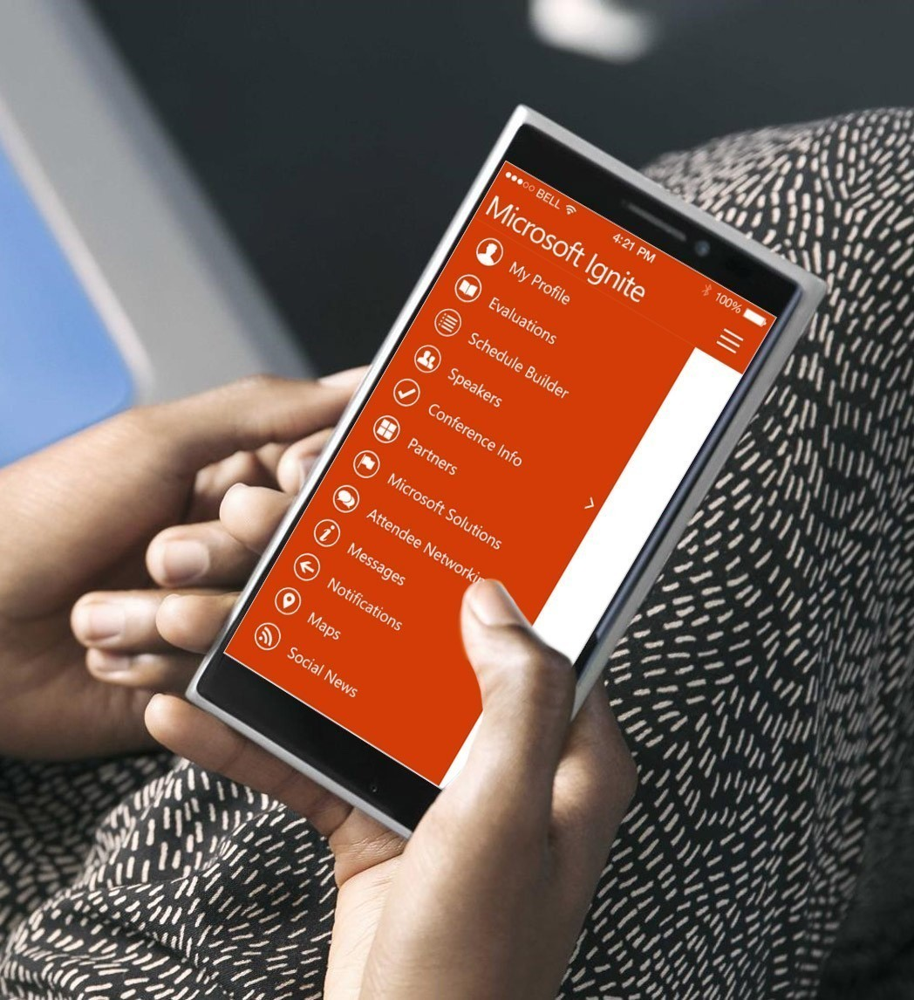 BELL 4:21 PM 100%
Microsoft Ignite
My Profile
Evaluations
Schedule Builder
Speakers
Conference Info
Partners
Microsoft Solutions
Attendee Networkin
Messages
Notifications
Maps
Social News